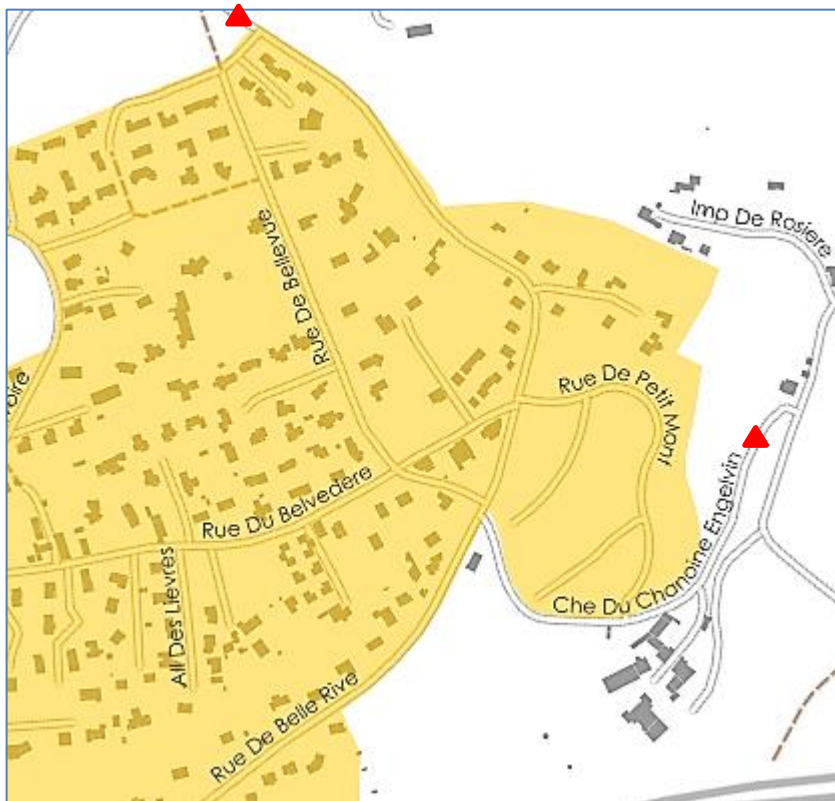 Imp De Rosiere
Rue De Bellevue
oire
Rue De Petit Mont
Rue Du Belvedere
Che Du Chanoine Engelvin
All Des Lievres
Rue De Belle Rive